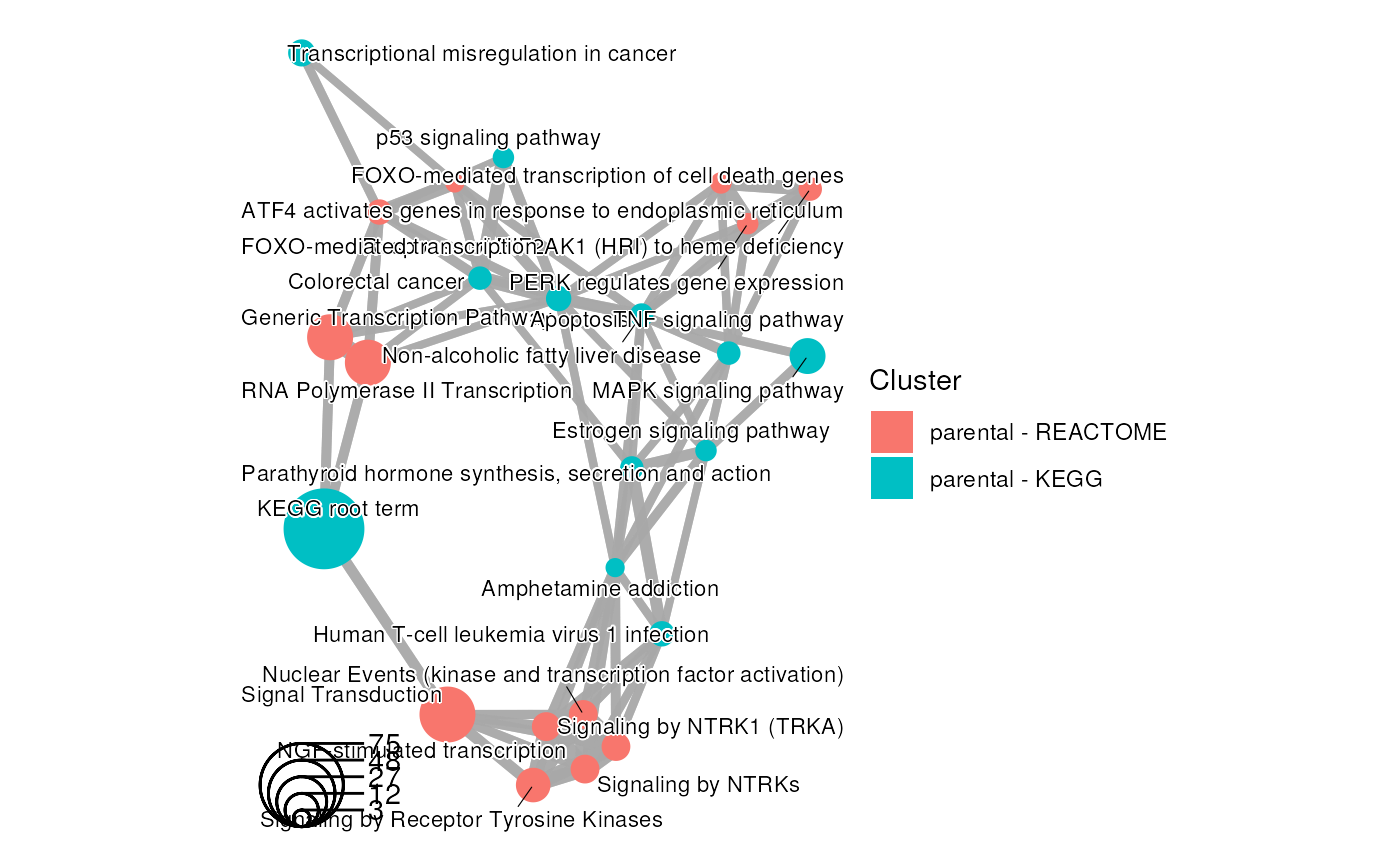 Transcriptional misregulation in cancer
p53 signaling pathway
FOXO-mediated transcription of cell death genes
ATF4 activates genes in response to endoplasmic reticulum
FOXO-mediated transcription
(HRI) to heme deficiency
Colorectal cancer
PERK regulates gene expression
Generic Transcription Pathway
Apoptosis
TNF signaling pathway
Non-alcoholic fatty liver disease
RNA Polymerase II Transcription
MAPK signaling pathway
Cluster
parental - REACTOME
parental - KEGG
Estrogen signaling pathway
Parathyroid hormone synthesis, secretion and action
KEGG root term
Amphetamine addiction
Human T-cell leukemia virus 1 infection
Nuclear Events (kinase and transcription factor activation)
Signal Transduction
Signaling by NTRK1 (TRKA)
NGF-stimulated transcription
75
48
27
12
3
Signaling by NTRKs
Signaling by Receptor Tyrosine Kinases